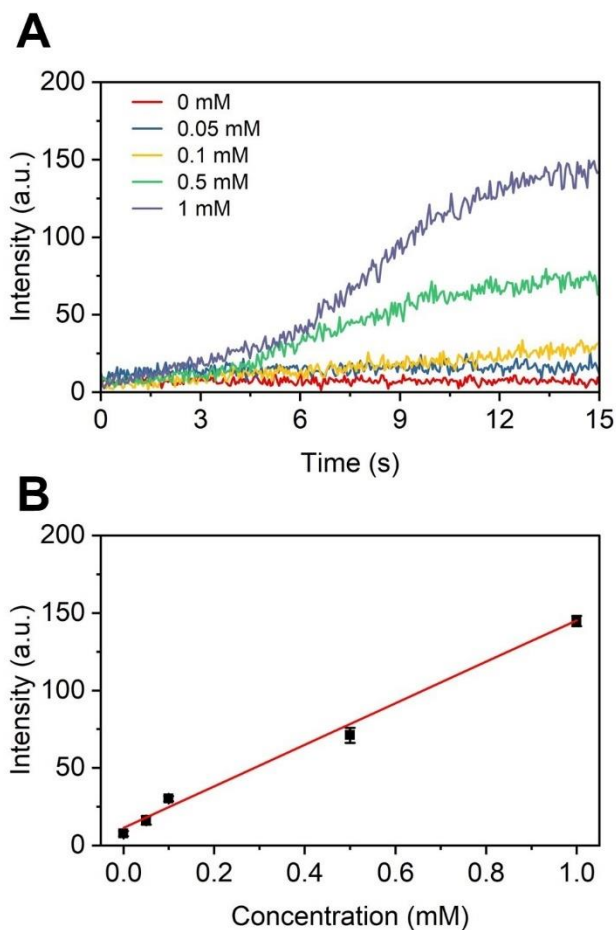 A
200
150
100
50
0
Intensity (a.u.)
0 mM
0.05 mM
0.1 mM
0.5 mM
1 mM
0 3 6 9 12 15
Time (s)
B
200
150
100
50
0
Intensity (a.u.)
0.0 0.2 0.4 0.6 0.8 1.0
Concentration (mM)